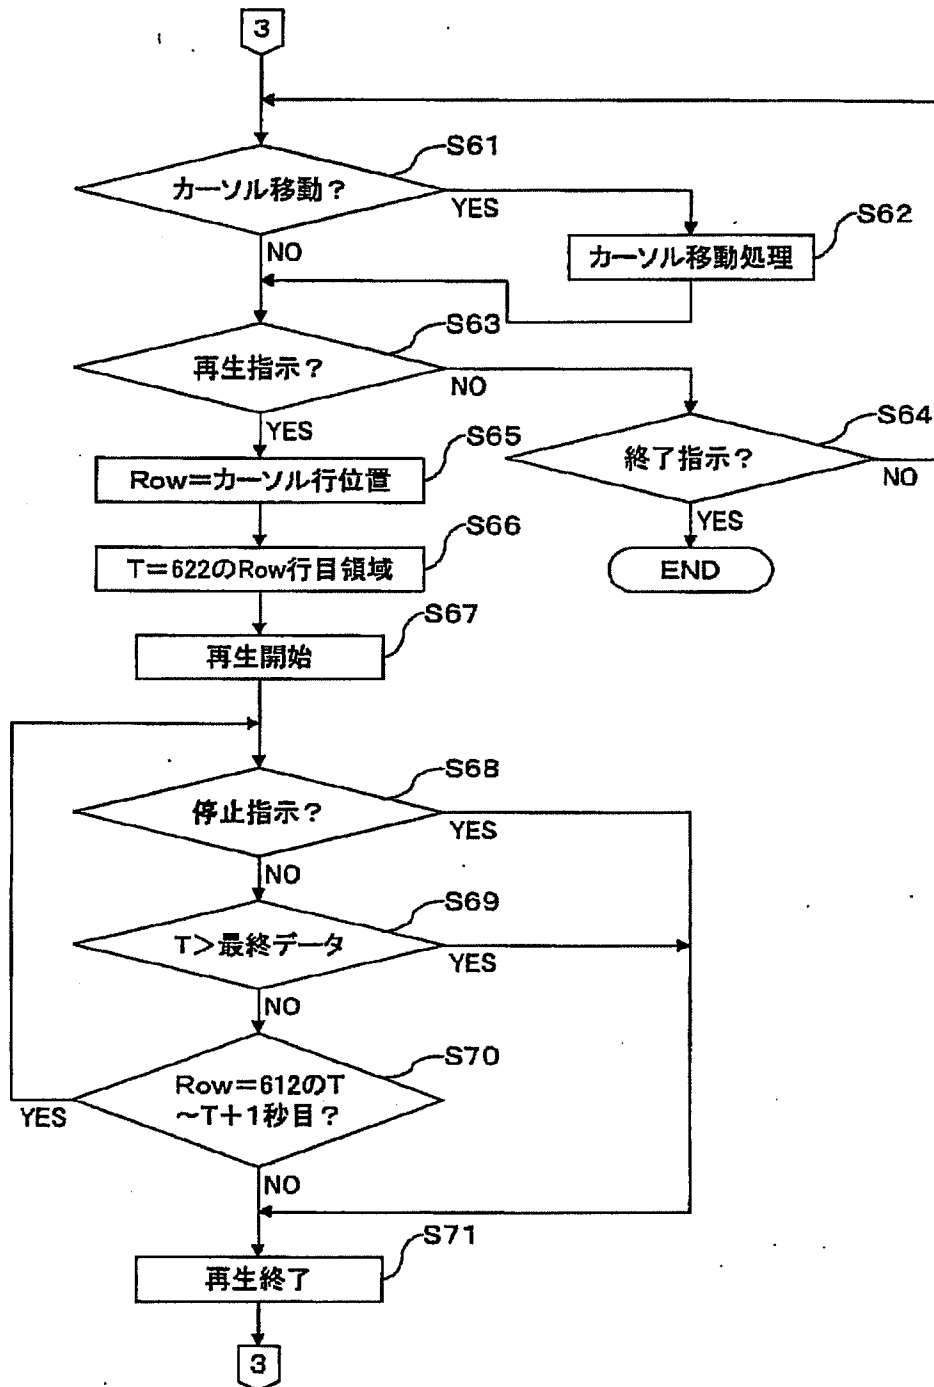 3
S61
カーソル移動？
YES
S62
NO
カーソル移動処理
S63
再生指示？
NO
S64
YES
S65
終了指示？
NO
Row＝カーソル行位置
YES
S66
T＝622のRow行目領域
END
S67
再生開始
S68
停止指示？
YES
NO
S69
T＞最終データ
YES
NO
S70
Row＝612のT
～T＋1秒目？
YES
NO
S71
再生終了
3